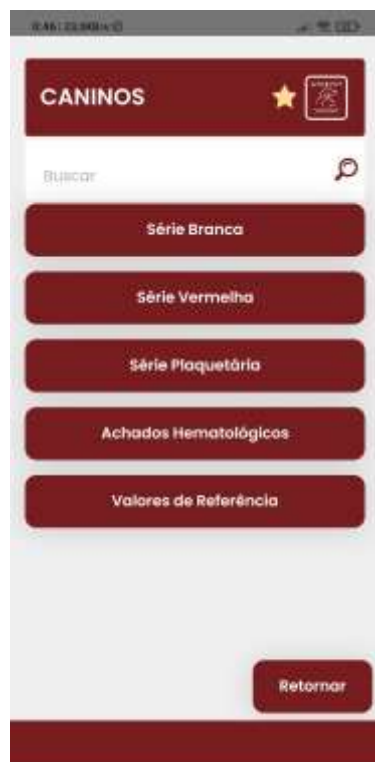 CANINOS
Buscar
Série Branca
Série Vermelha
Série Plaquetária
Achados Hematológicos
Valores de Referência
Retornar